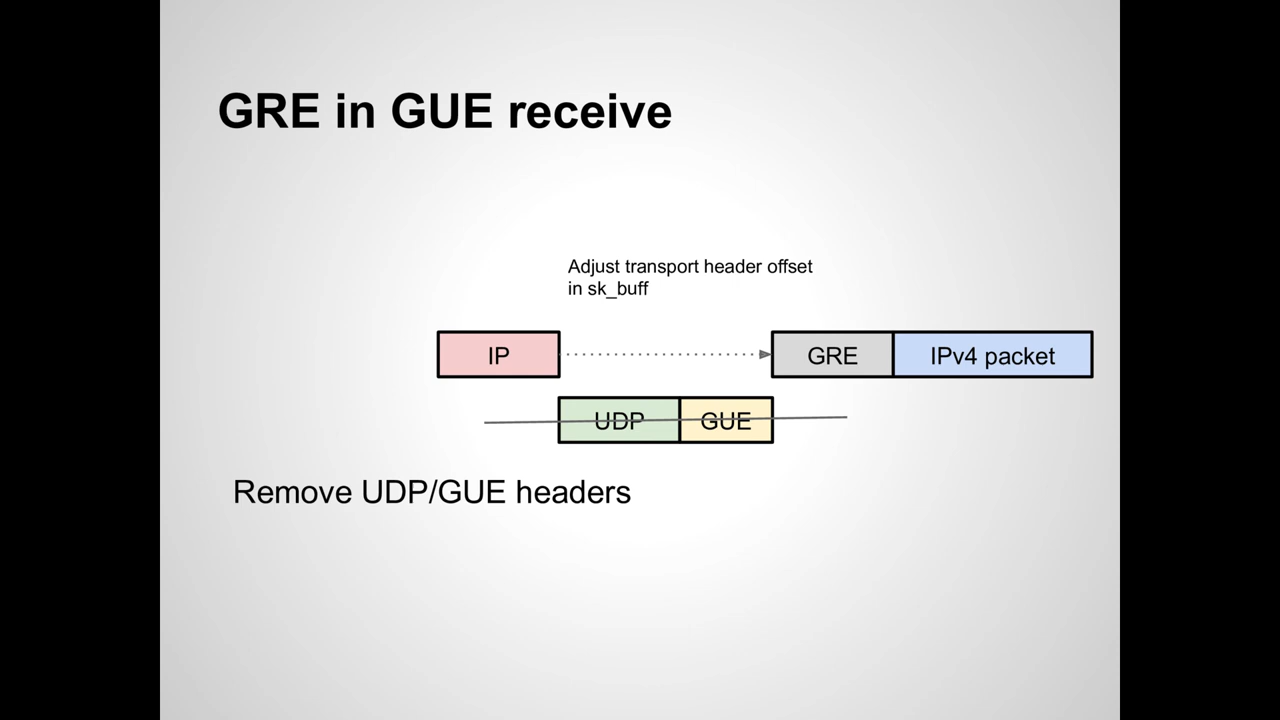 GRE in GUE receive
Adjust transport header offset
in sk_buff
IP
GRE
IPv4 packet
UDP
GUE
Remove UDP/GUE headers